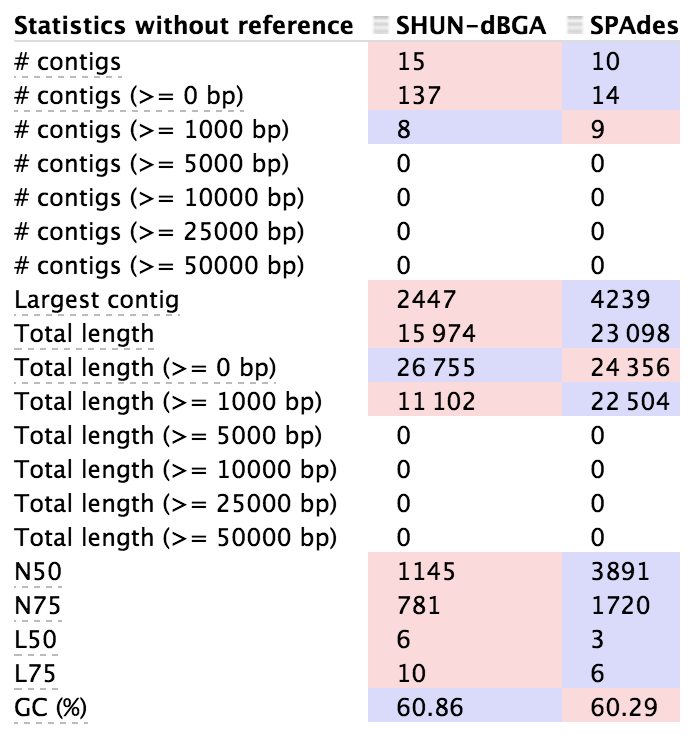 Statistics without reference SHUN-dBGA SPAdes
# contigs 15 10
# contigs (>= 0 bp) 137 14
# contigs (>= 1000 bp) 8 9
# contigs (>= 5000 bp) 0 0
# contigs (>= 10000 bp) 0 0
# contigs (>= 25000 bp) 0 0
# contigs (>= 50000 bp) 0 0
Largest contig 2447 4239
Total length 15 974 23 098
Total length (>= 0 bp) 26 755 24 356
Total length (>= 1000 bp) 11 102 22 504
Total length (>= 5000 bp) 0 0
Total length (>= 10000 bp) 0 0
Total length (>= 25000 bp) 0 0
Total length (>= 50000 bp) 0 0
N50 1145 3891
N75 781 1720
L50 6 3
L75 10 6
GC (%) 60.86 60.29